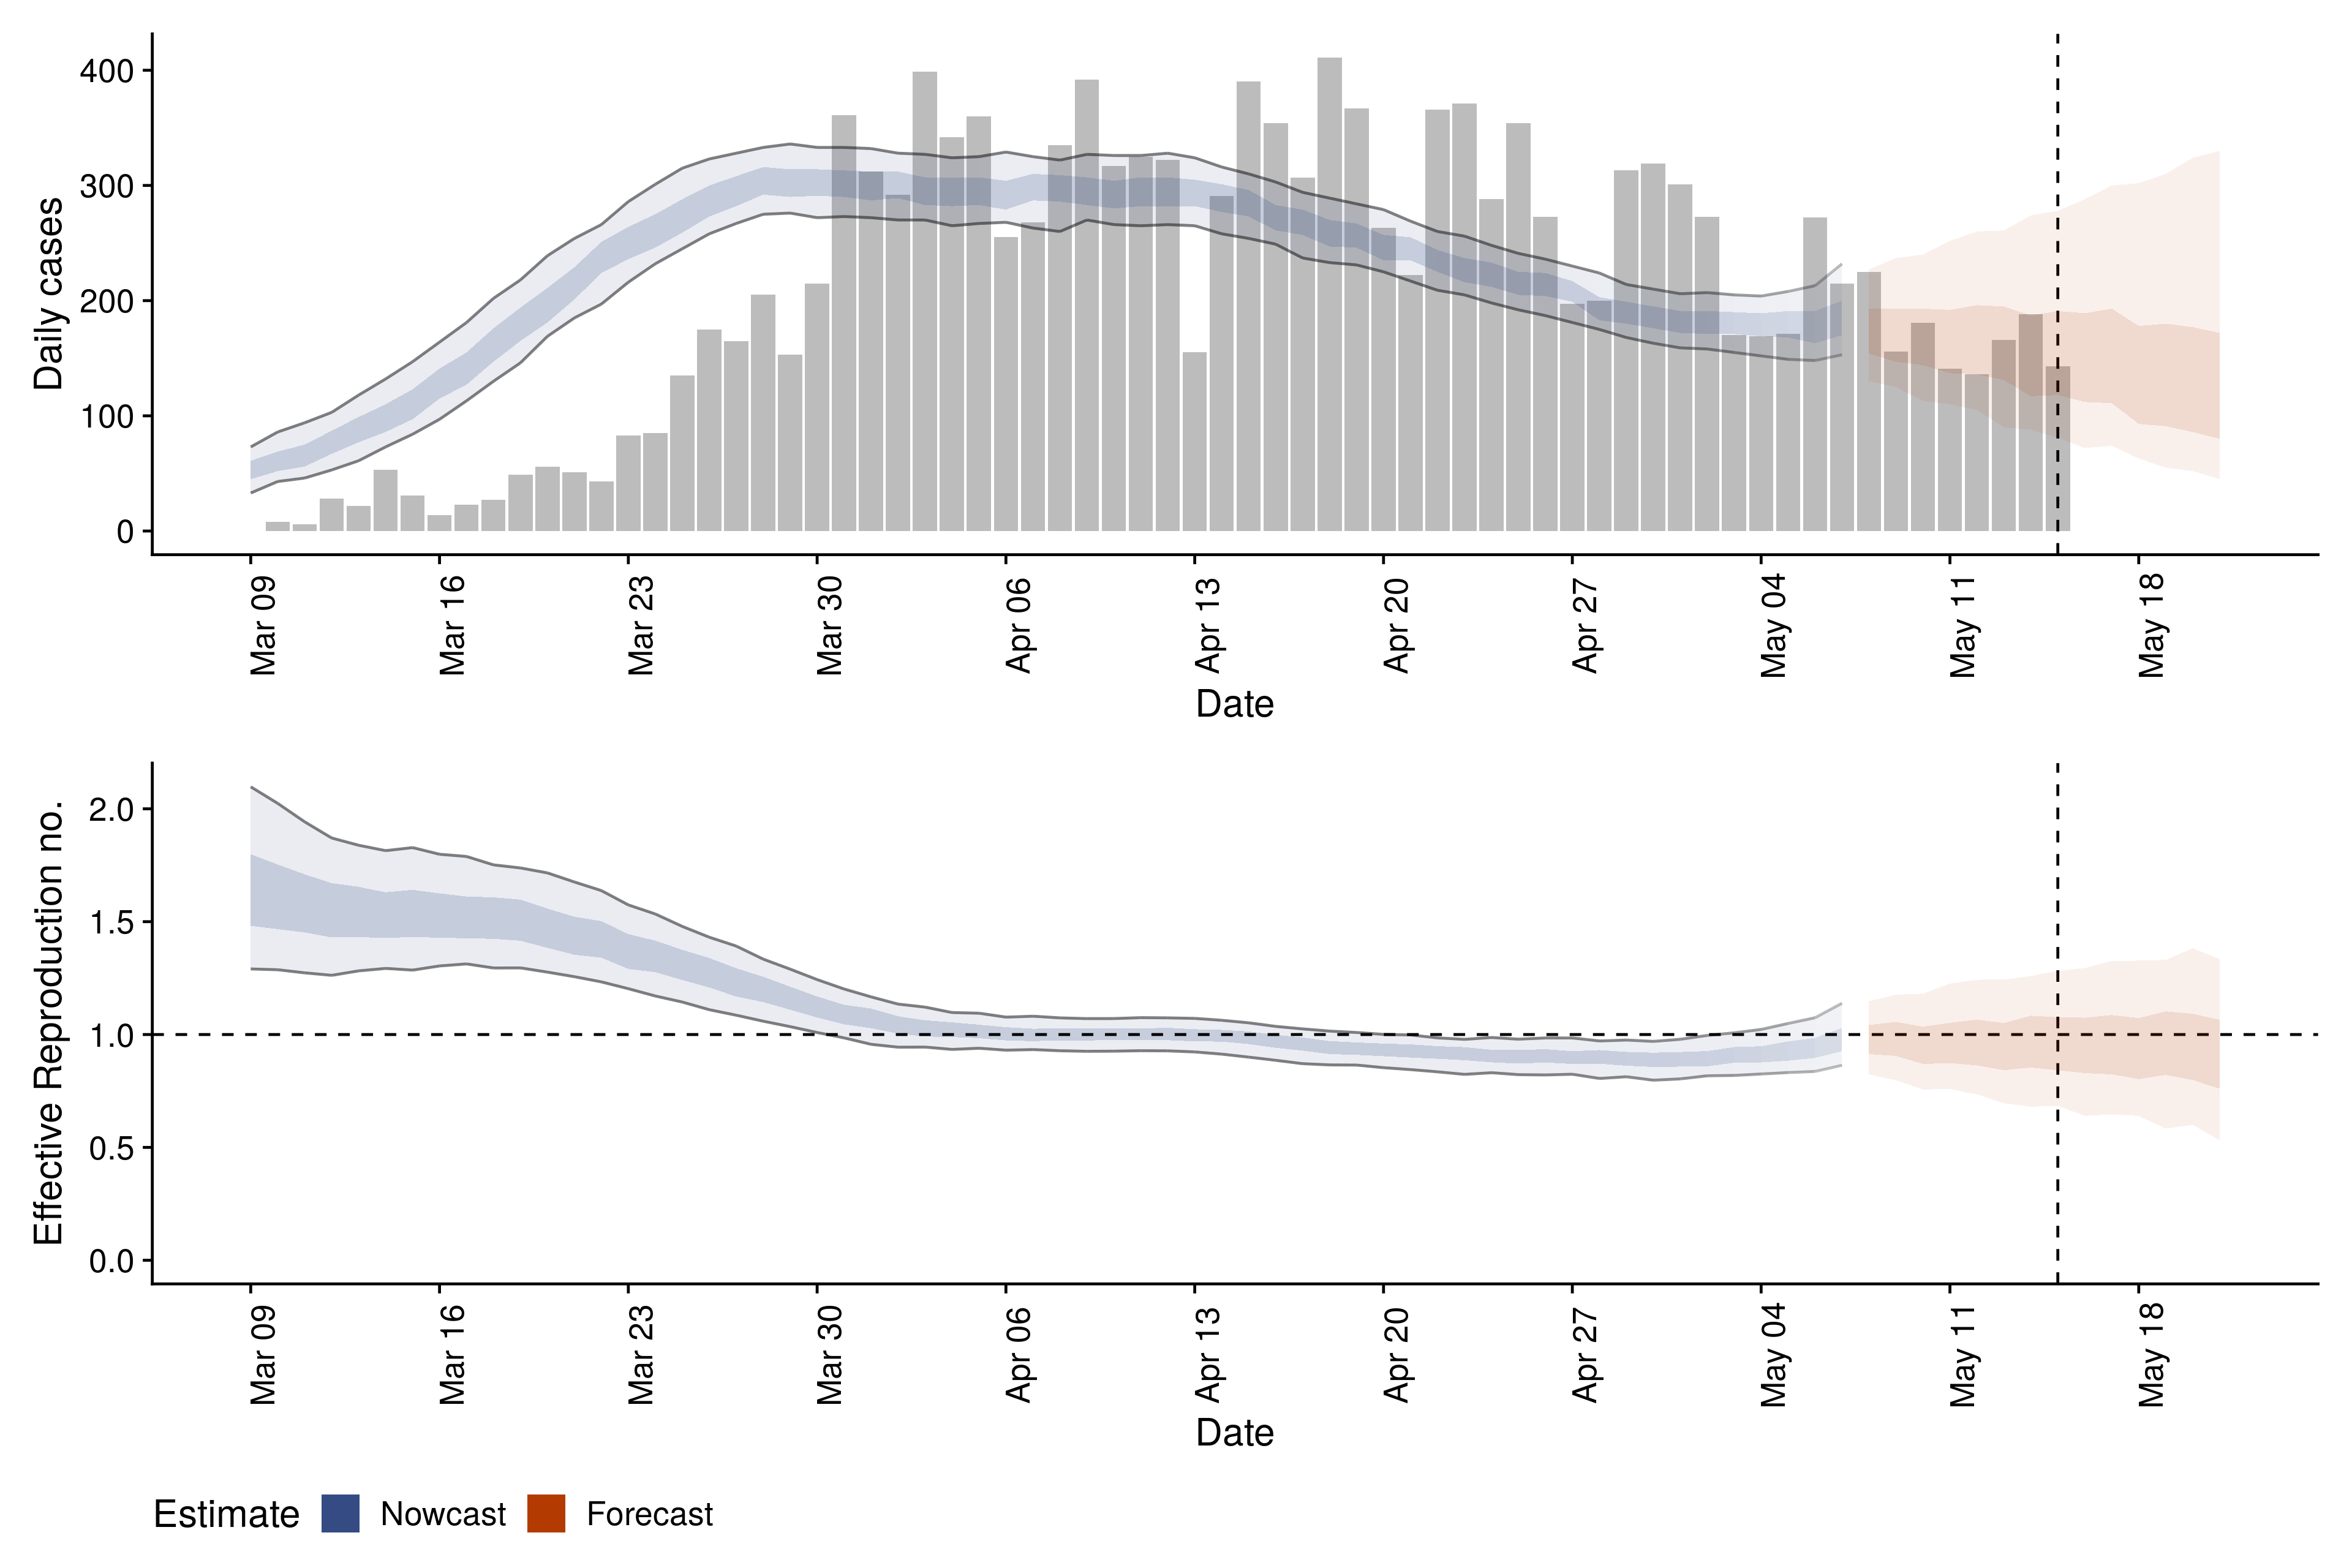 Daily cases
400
300
200
100
0
Mar 09
Mar 16
Mar 23
Mar 30
Apr 06
Apr 13
Apr 20
Apr 27
May 04
May 11
May 18
Date
Effective Reproduction no.
2.0
1.5
1.0
0.5
0.0
Mar 09
Mar 16
Mar 23
Mar 30
Apr 06
Apr 13
Apr 20
Apr 27
May 04
May 11
May 18
Date
Estimate Nowcast Forecast